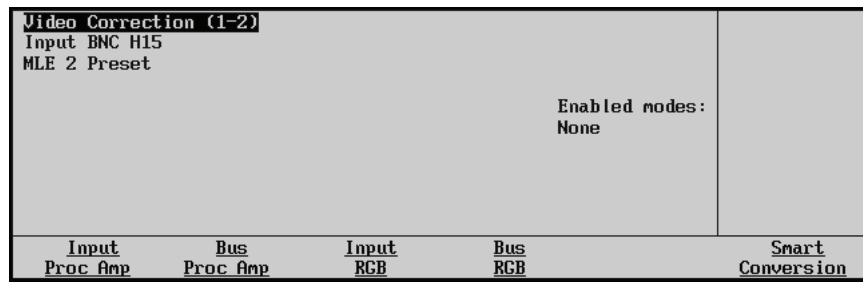 Video Correction (1-2)
Input BNC H15
MLE 2 Preset
Enabled modes:
None
Input Proc Amp
Bus Proc Amp
Input RGB
Bus RGB
Smart Conversion